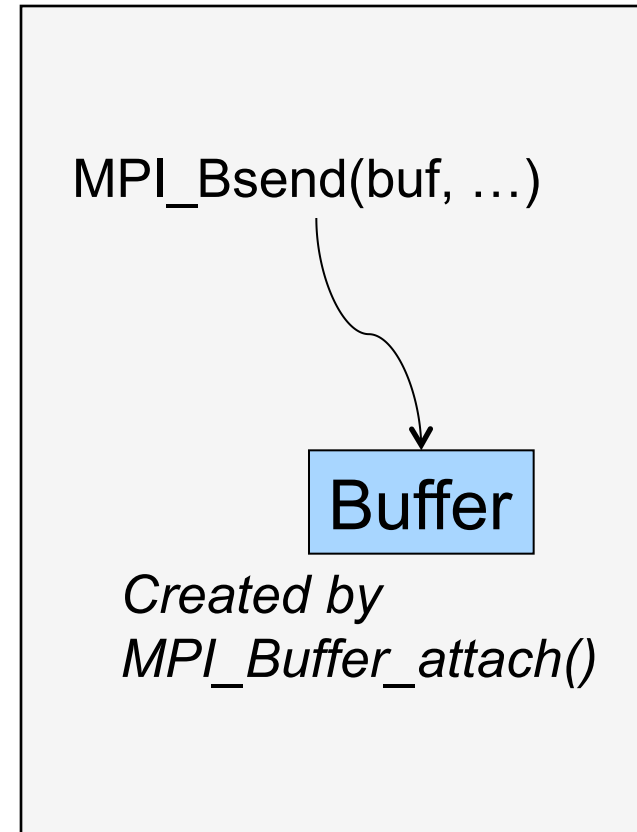 MPI_Bsend(buf, …)
Buffer
Created by
MPI_Buffer_attach()